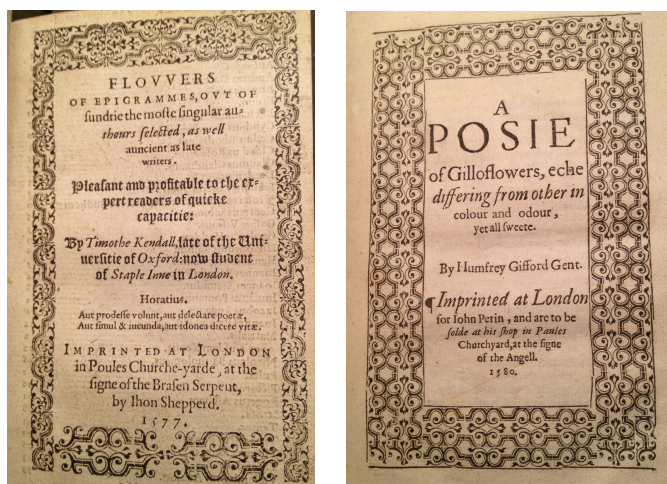 FLOVVERS
OF EPIGRAMMES, OVT OF
ſundrie the moſte ſingular au⸗
thours ſelected, as well
auncient as late
writers.
Pleaſant and profitable to the ex⸗
pert readers of quicke
capacitie:
By Timothe Kendall, late of the Uni⸗
uerſitie of Oxford: now ſtudent
of Staple Inne in London.
Horatius.
Aut prodeſſe volunt, aut delectare poetæ,
Aut ſimul & iucunda, aut idonea dicere vitæ.
IMPRINTED AT LONDON
in Poules Churche-yarde, at the
ſigne of the Braſen Serpent,
by Ihon Shepperd.
1577.
A
POSIE
of Gilloflowers, eche
differing from other in
colour and odour,
yet all ſweete.
By Humfrey Gifford Gent.
¶ Imprinted at London
for Iohn Perin, and are to be
ſolde at his ſhop in Paules
Churchyard, at the ſigne
of the Angell.
1580.